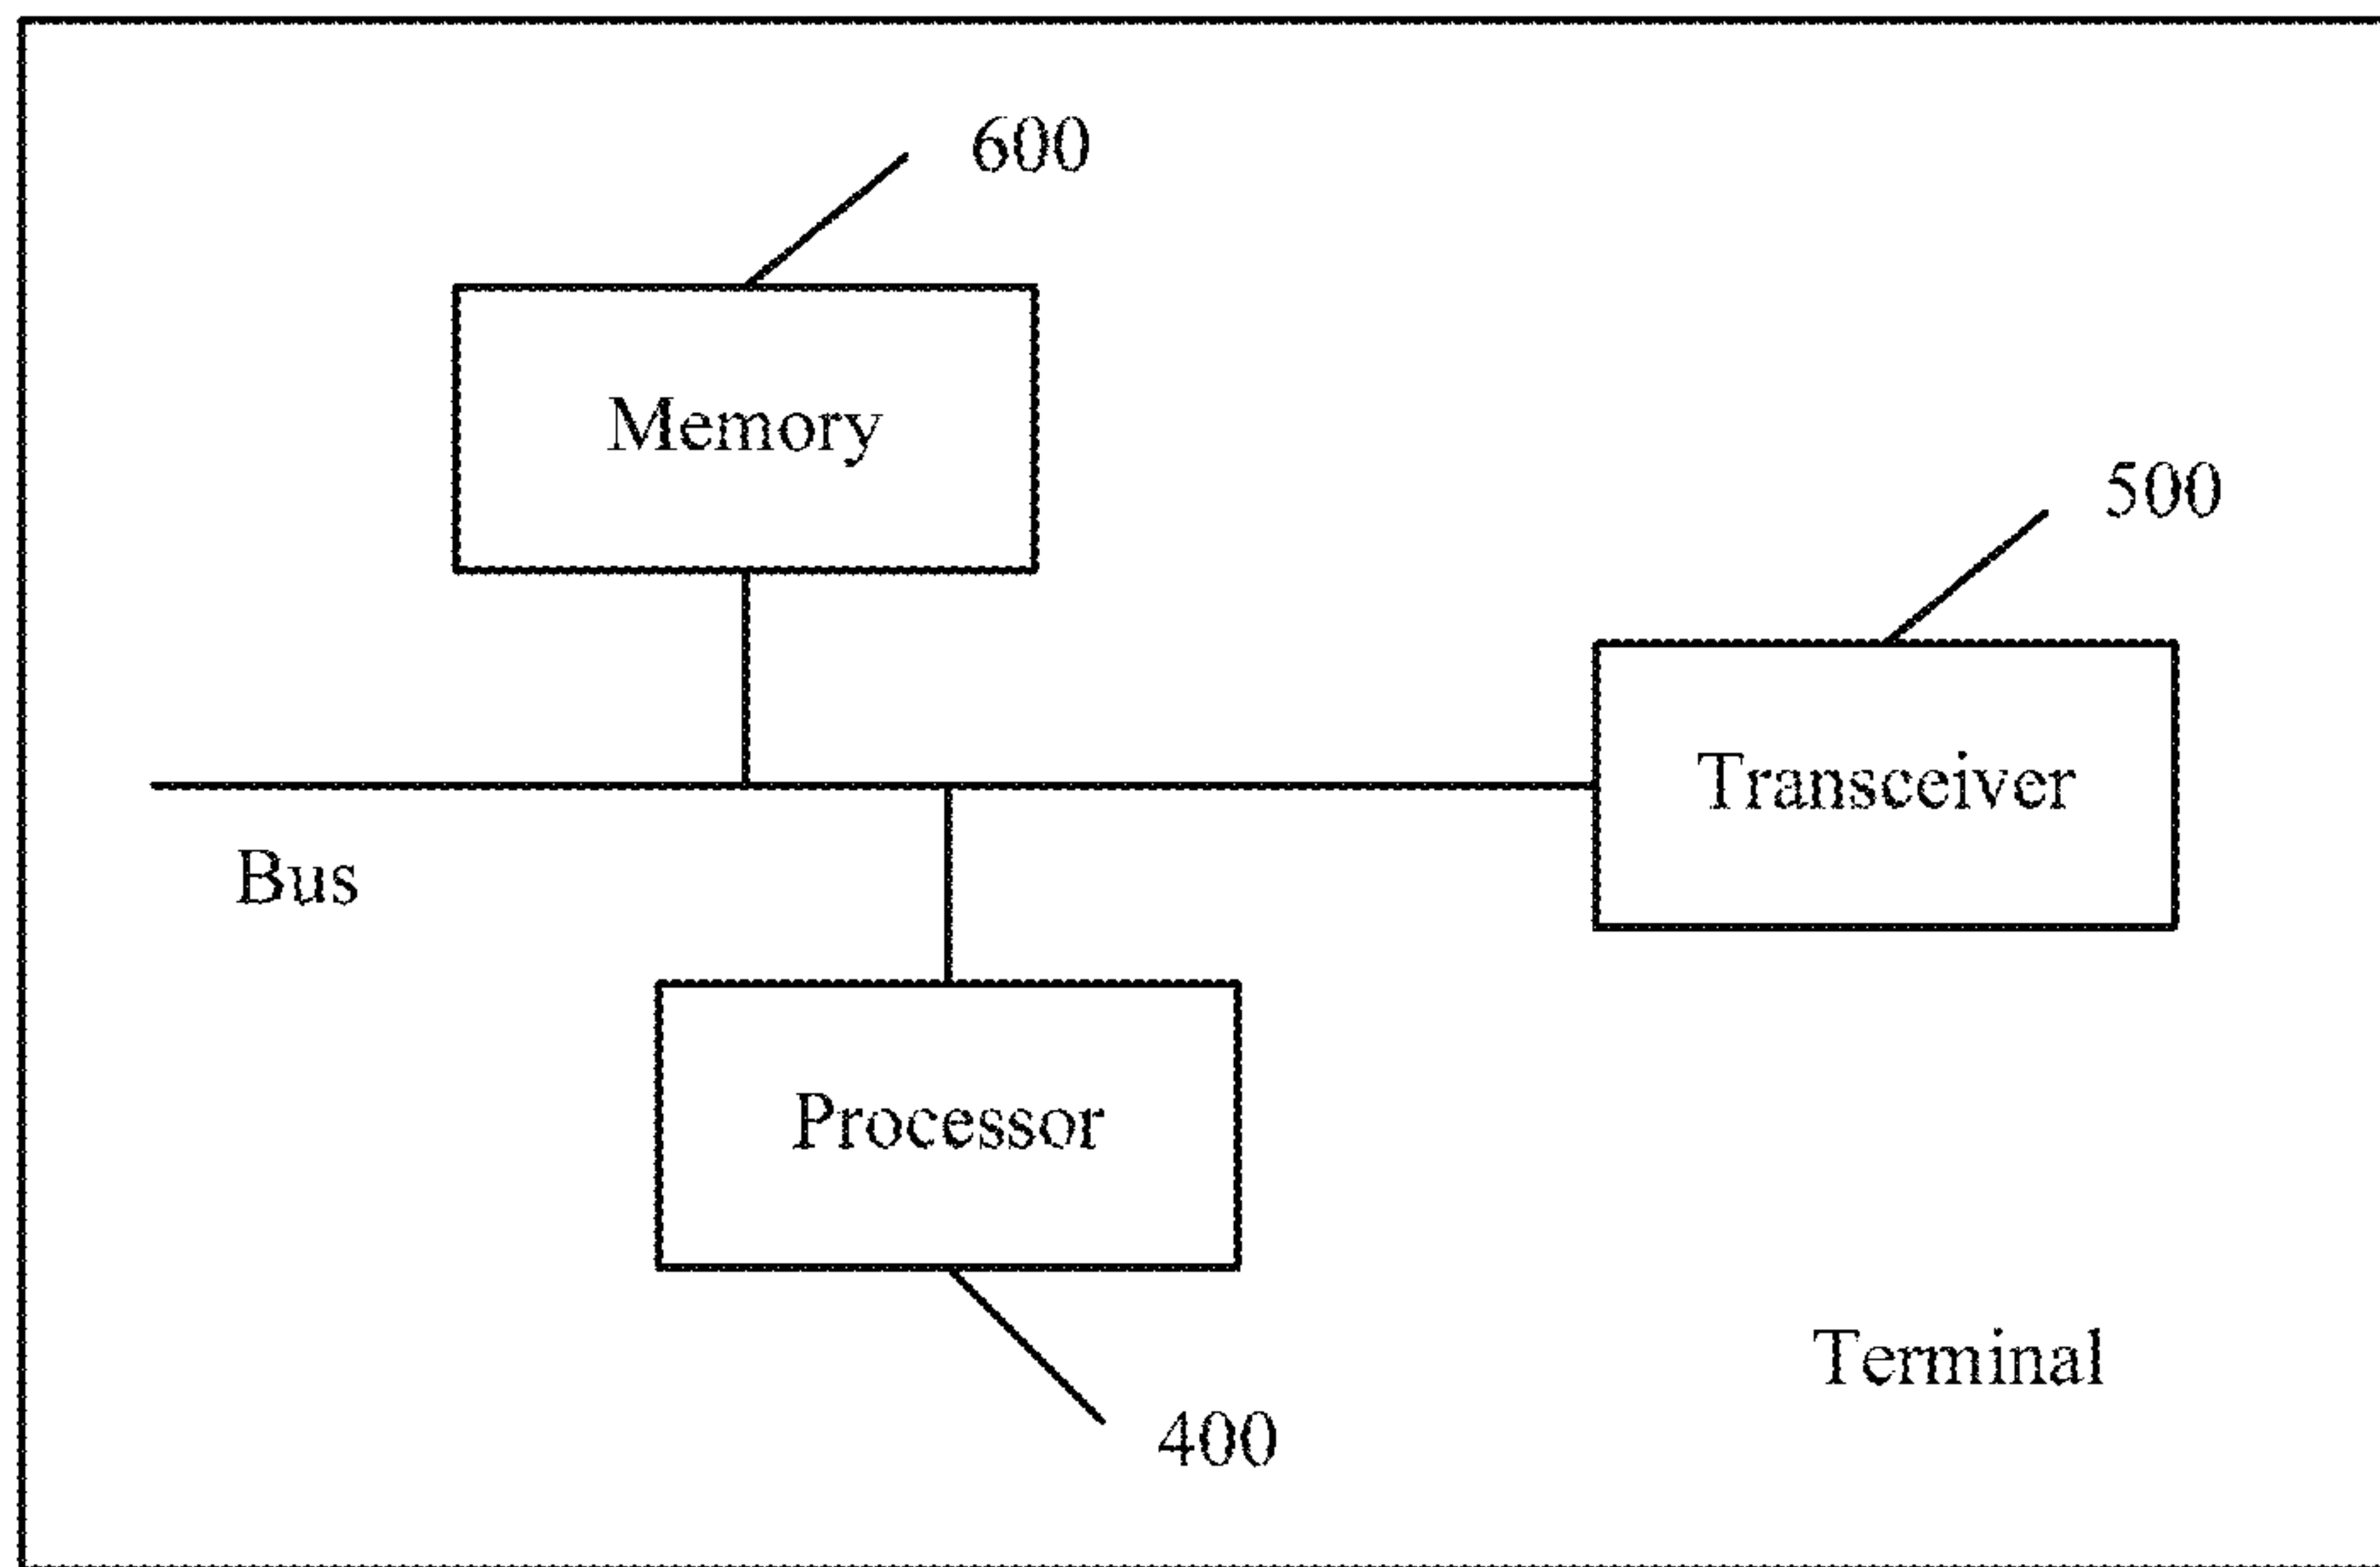 600
Memory
500
Transceiver
Bus
Processor
Terminal
400